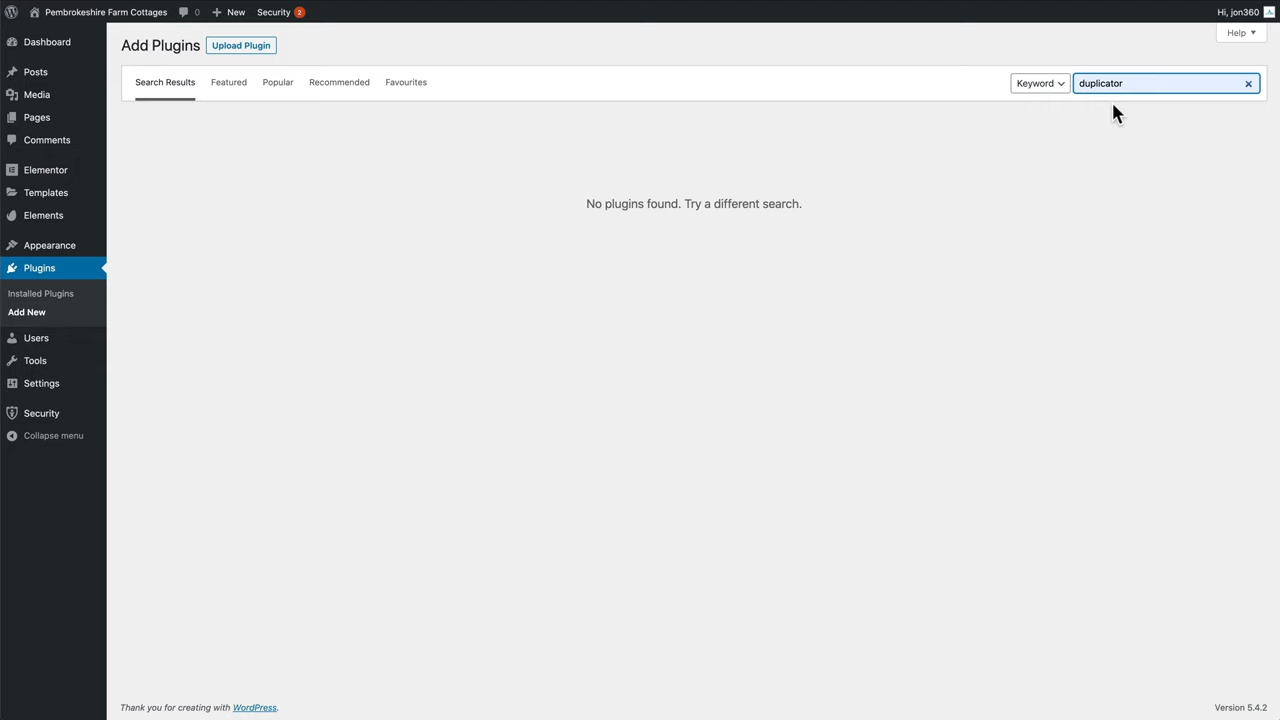 Pembrokeshire Farm Cottages 0 New Security 2 Hi, jon360
Help
Dashboard
Posts
Media
Pages
Comments
Elementor
Templates
Elements
Appearance
Plugins
Installed Plugins
Add New
Users
Tools
Settings
Security
Collapse menu
Add Plugins Upload Plugin
Search Results Featured Popular Recommended Favourites Keyword duplicator
No plugins found. Try a different search.
Thank you for creating with WordPress. Version 5.4.2